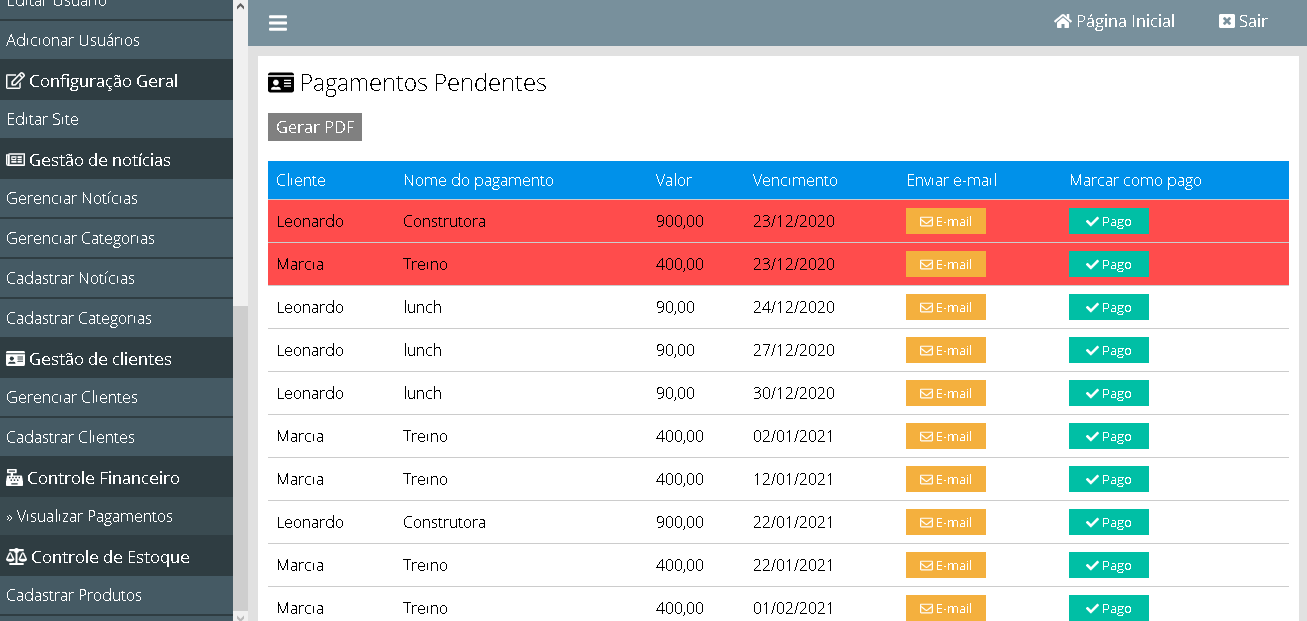 Editar Usuário
Adicionar Usuários
Configuração Geral
Editar Site
Gestão de notícias
Gerenciar Notícias
Gerenciar Categorias
Cadastrar Notícias
Cadastrar Categorias
Gestão de clientes
Gerenciar Clientes
Cadastrar Clientes
Controle Financeiro
» Visualizar Pagamentos
Controle de Estoque
Cadastrar Produtos
Página Inicial Sair
Pagamentos Pendentes
Gerar PDF
Cliente Nome do pagamento Valor Vencimento Enviar e-mail Marcar como pago
Leonardo Construtora 900,00 23/12/2020 E-mail Pago
Marcia Treino 400,00 23/12/2020 E-mail Pago
Leonardo lunch 90,00 24/12/2020 E-mail Pago
Leonardo lunch 90,00 27/12/2020 E-mail Pago
Leonardo lunch 90,00 30/12/2020 E-mail Pago
Marcia Treino 400,00 02/01/2021 E-mail Pago
Marcia Treino 400,00 12/01/2021 E-mail Pago
Leonardo Construtora 900,00 22/01/2021 E-mail Pago
Marcia Treino 400,00 22/01/2021 E-mail Pago
Marcia Treino 400,00 01/02/2021 E-mail Pago